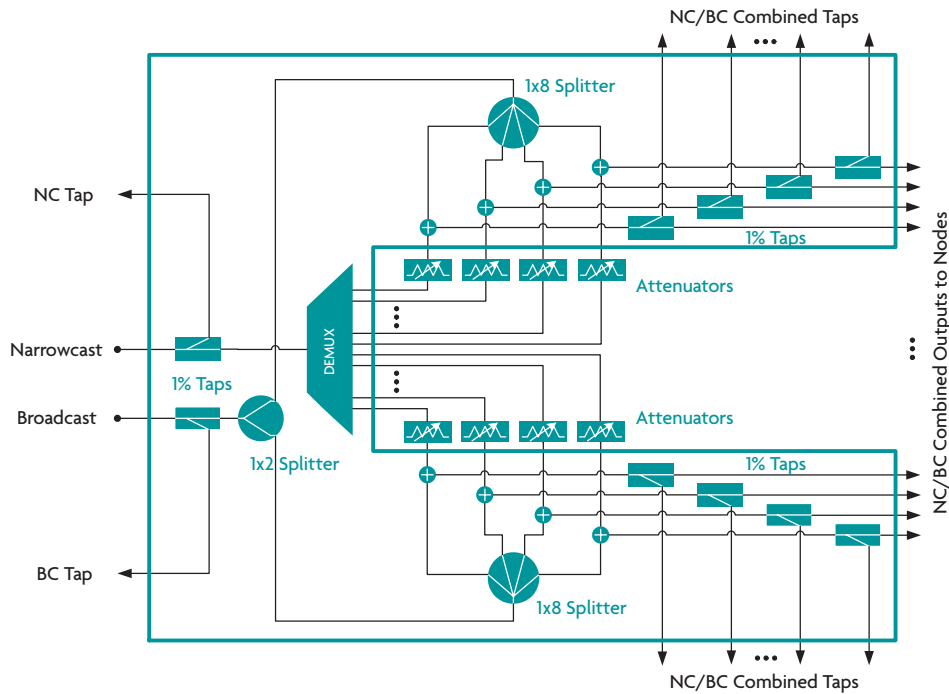 NC/BC Combined Taps
1x8 Splitter
NC Tap
1% Taps
Attenuators
Narrowcast
DEMUX
1% Taps
Broadcast
Attenuators
1x2 Splitter
1% Taps
NC/BC Combined Outputs to Nodes
BC Tap
1x8 Splitter
NC/BC Combined Taps